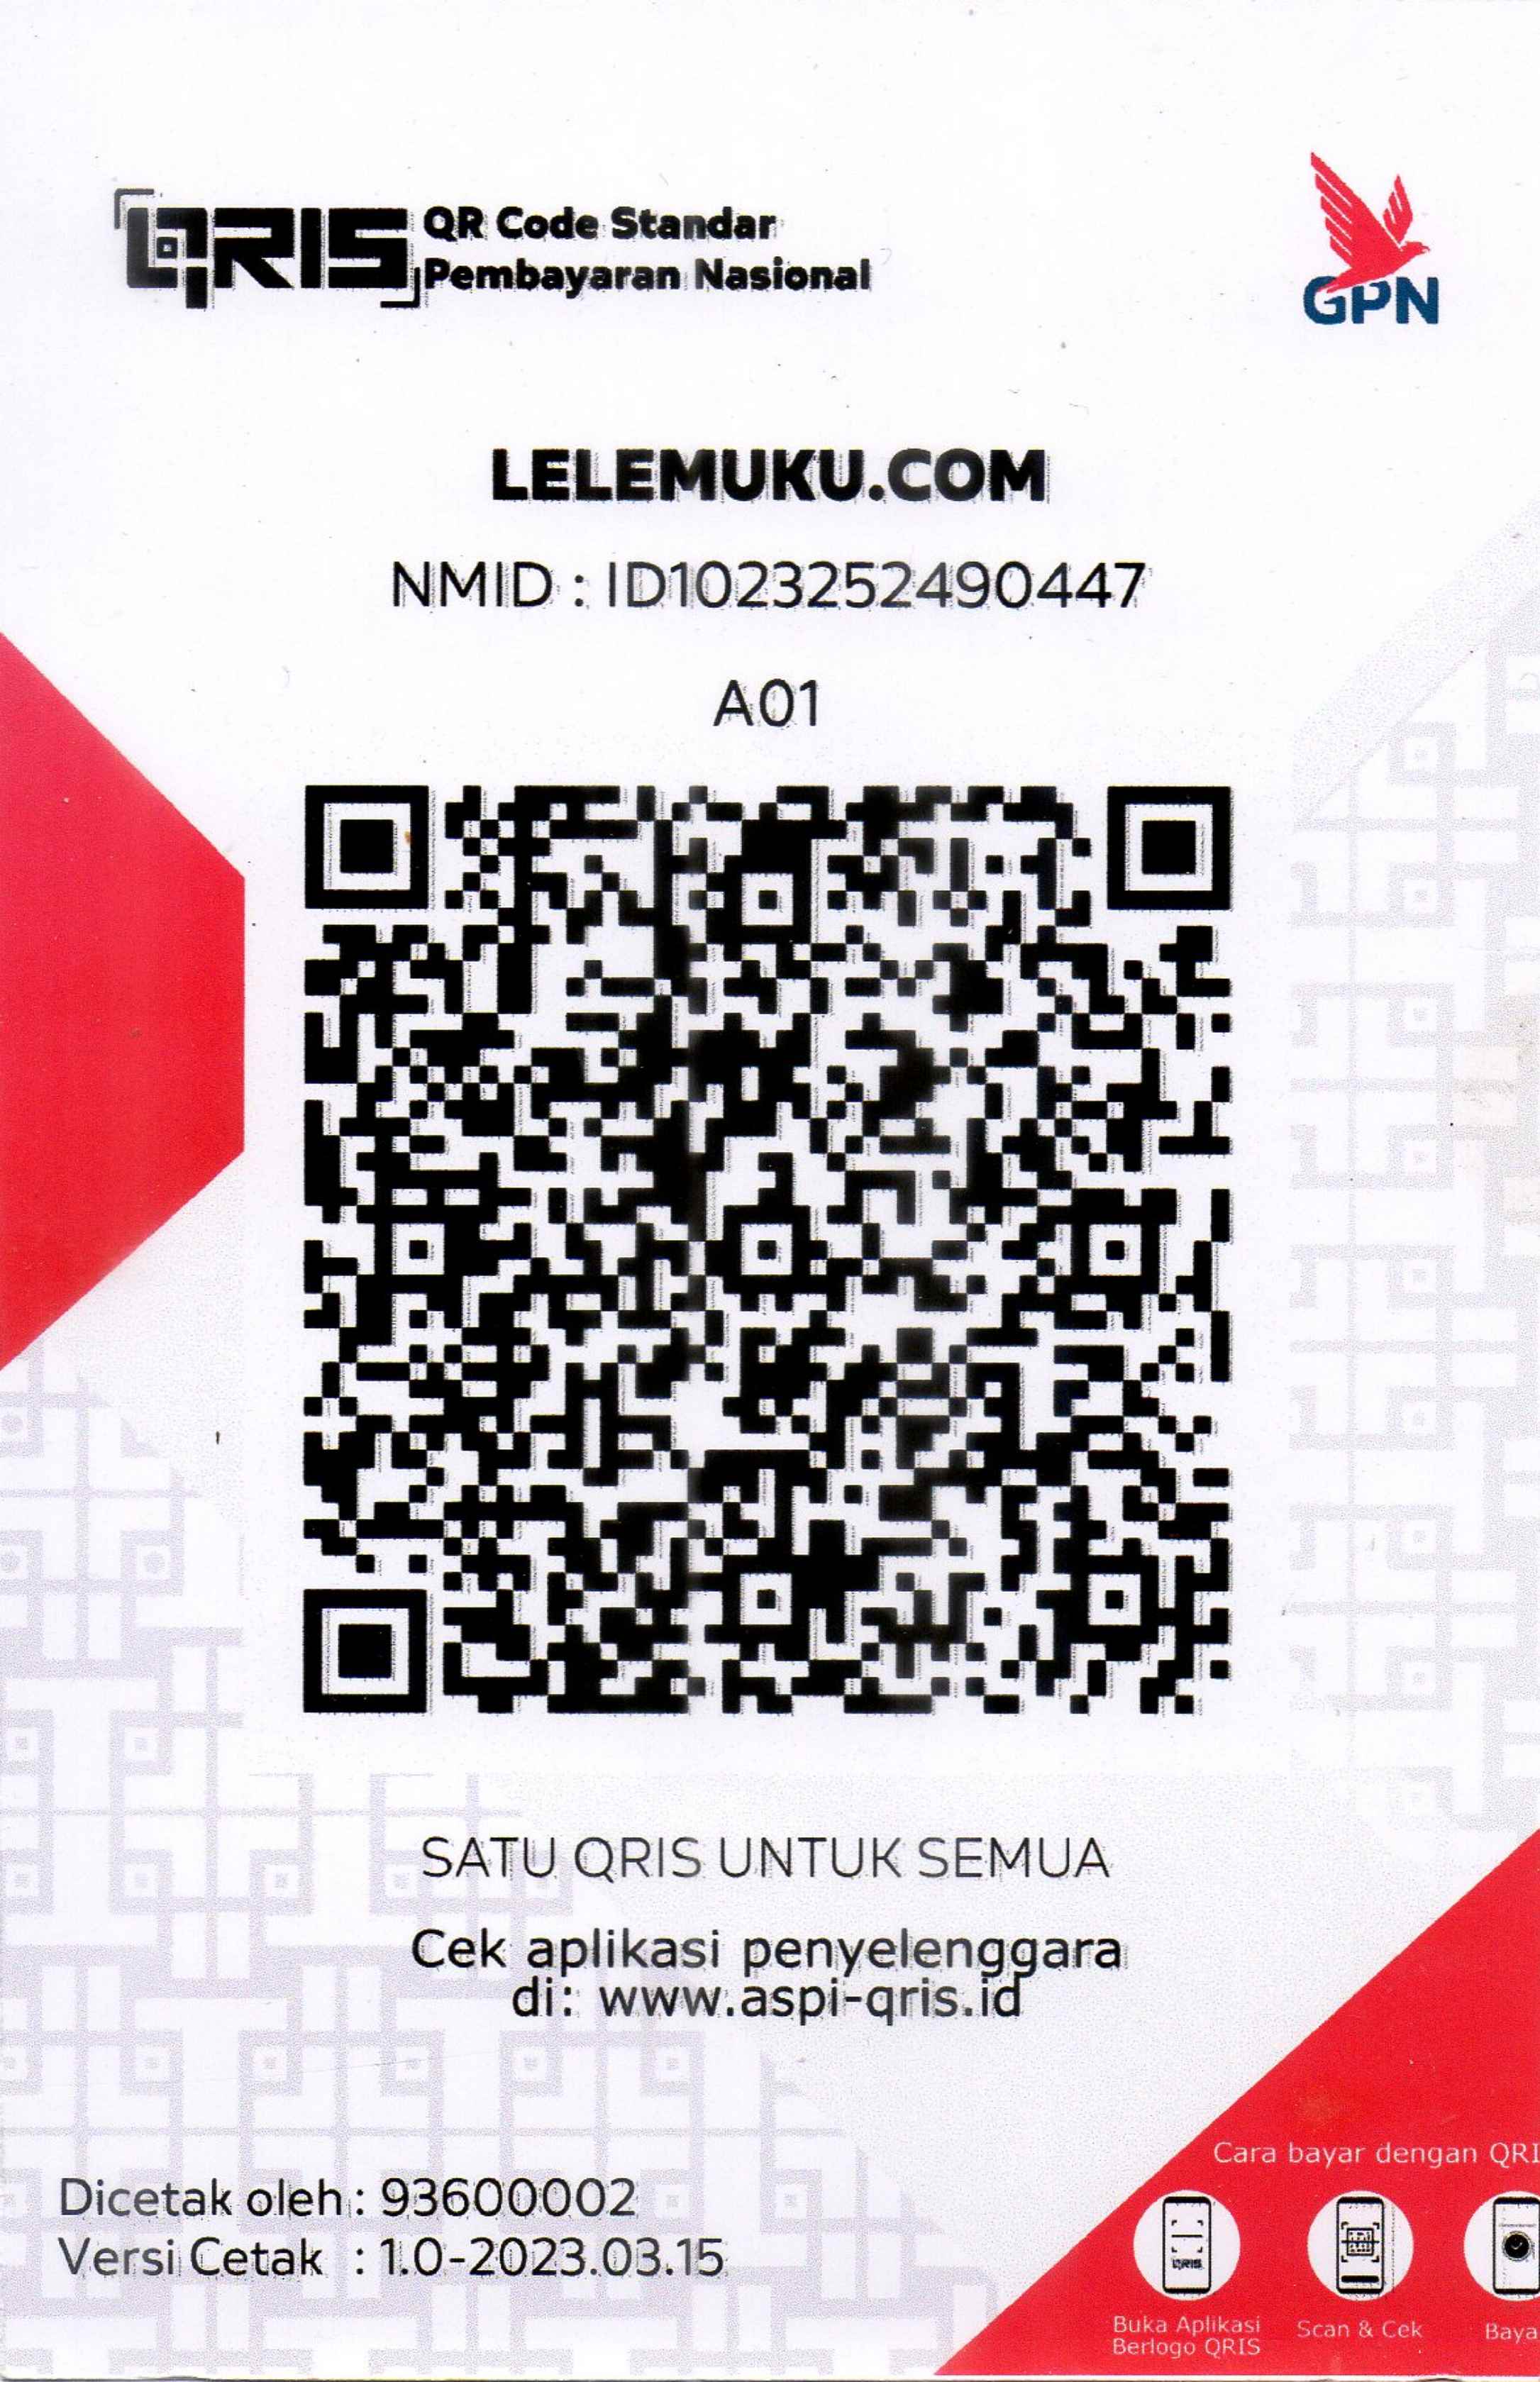 QRIS QR Code Standar
Pembayaran Nasional
GPN
LELEMUKU.COM
NMID : ID1023252490447
A01
SATU QRIS UNTUK SEMUA
Cek aplikasi penyelenggara
di: www.aspi-qris.id
Dicetak oleh : 93600002
Versi Cetak : 1.0-2023.03.15
Cara bayar dengan QRI
QRIS
Buka Aplikasi
Berlogo QRIS
Scan & Cek
Baya